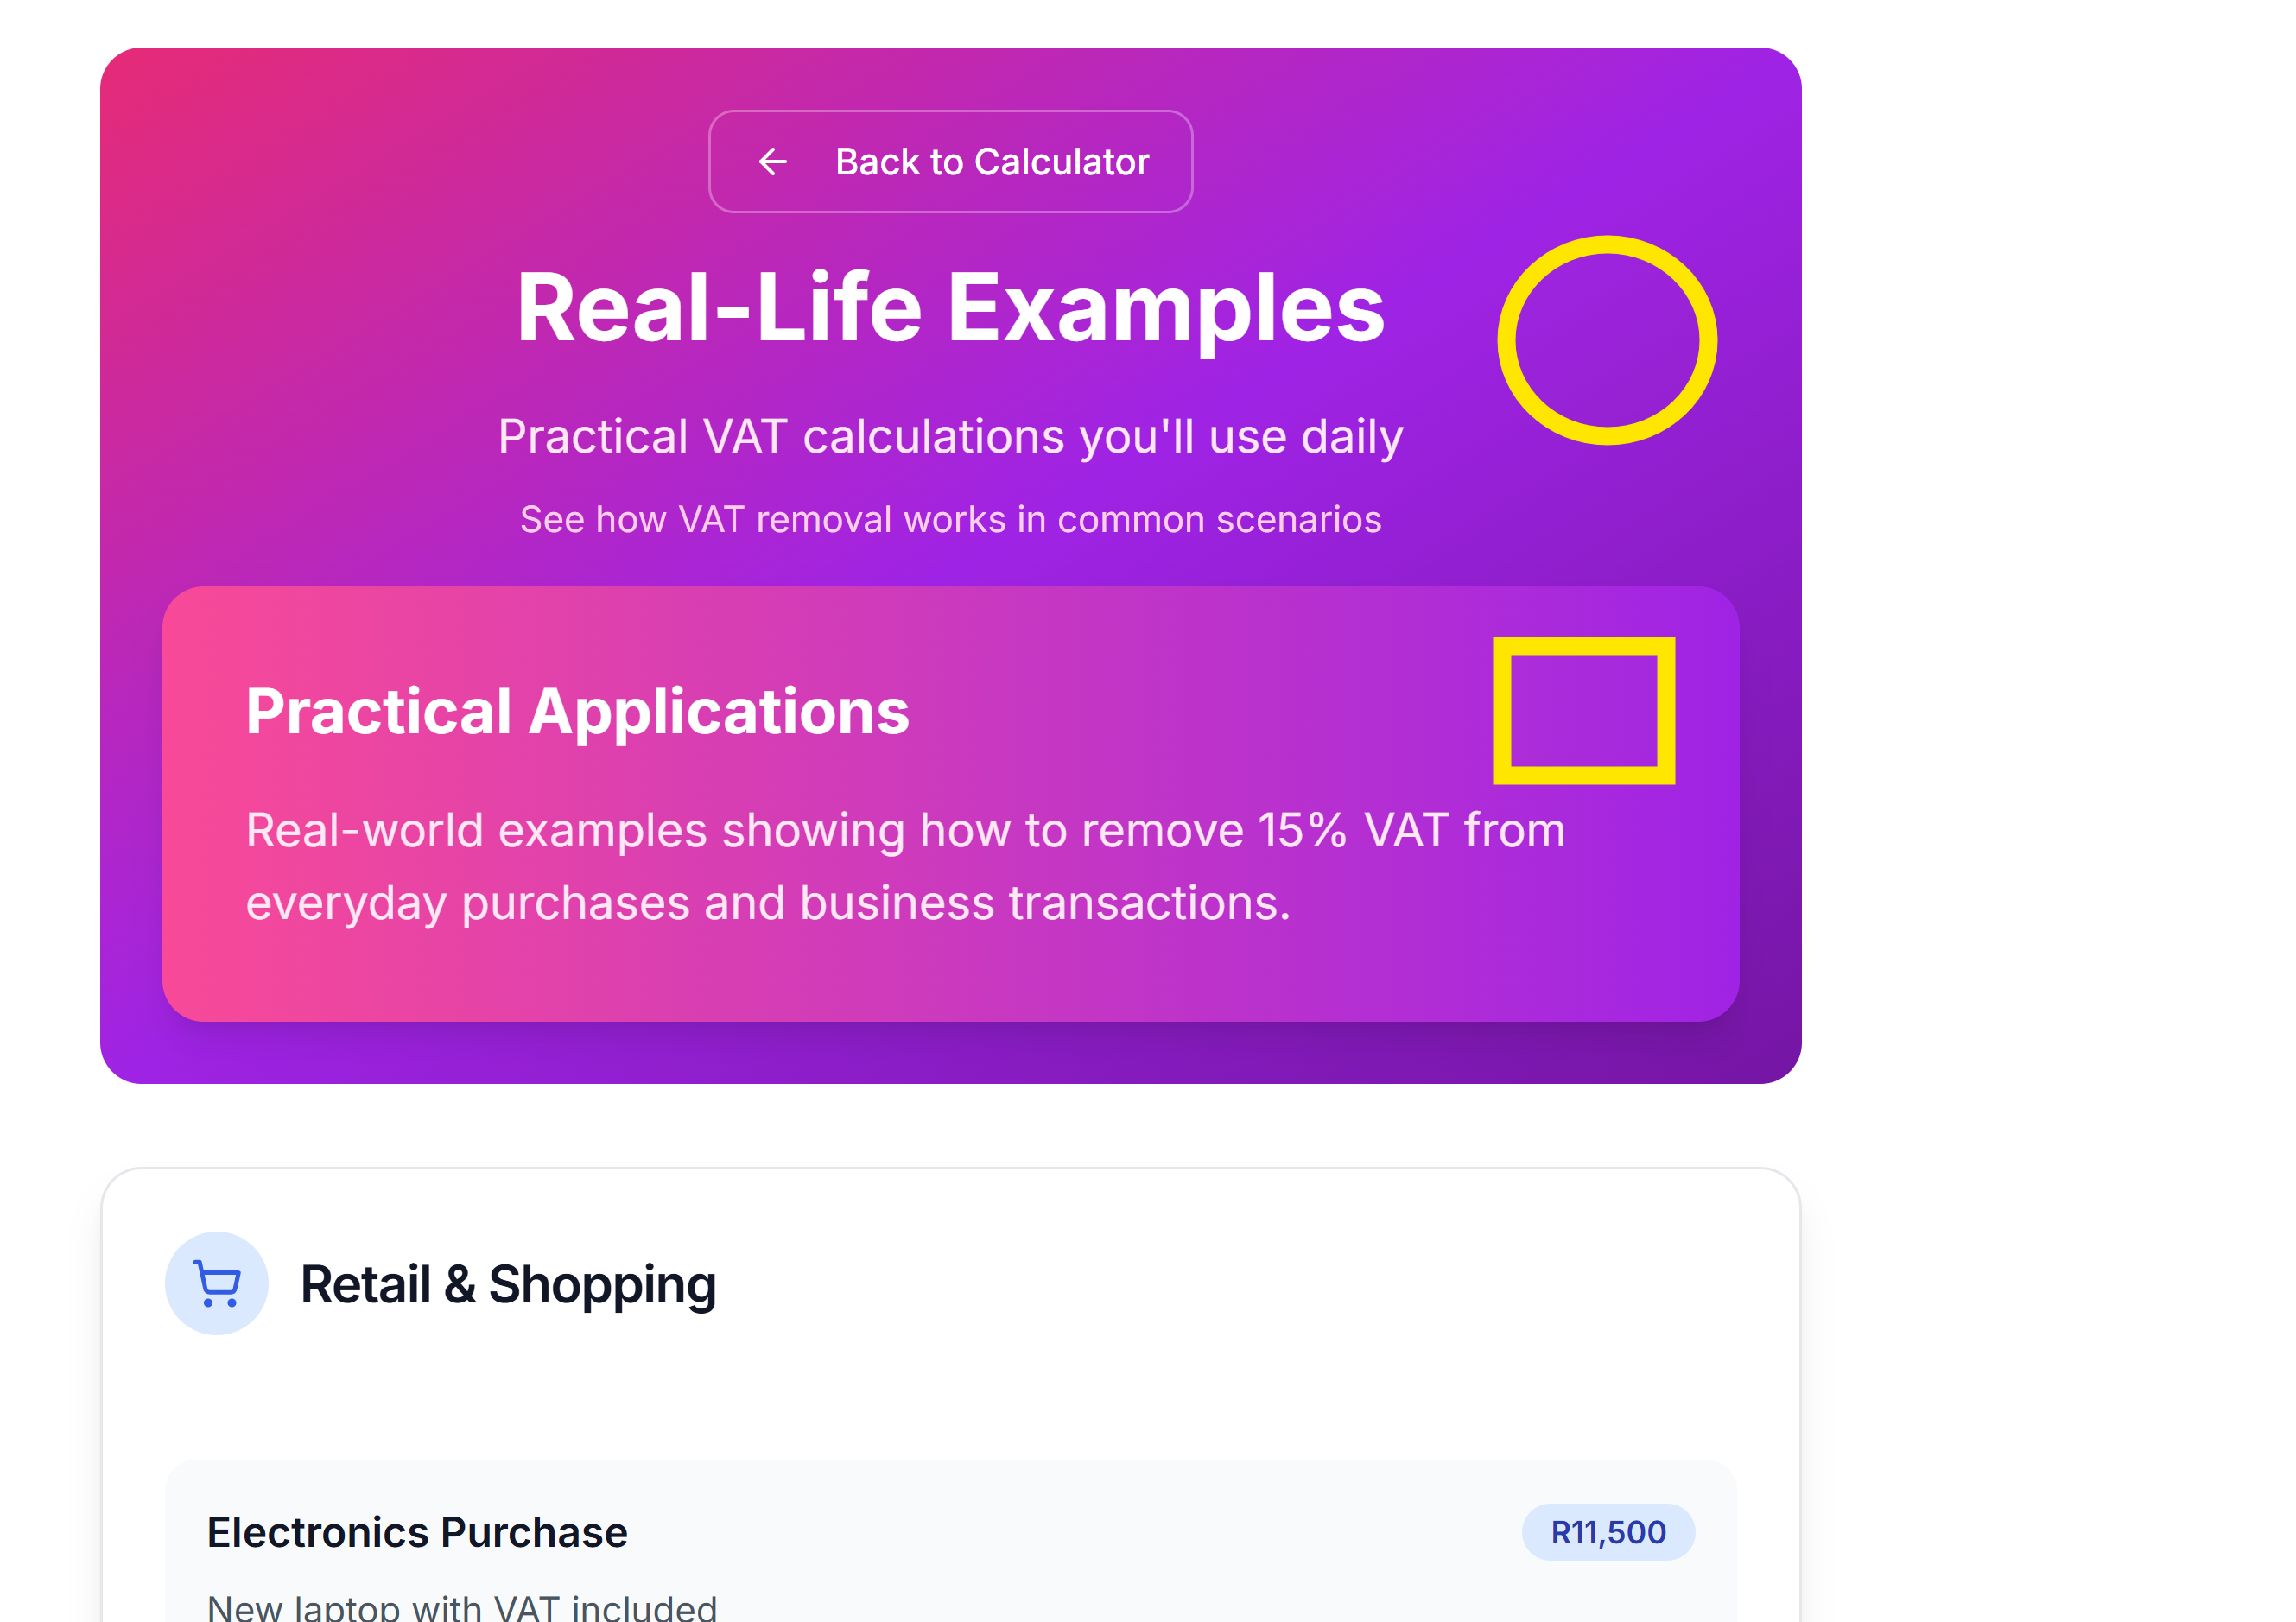 Back to Calculator
Real-Life Examples
Practical VAT calculations you'll use daily
See how VAT removal works in common scenarios
Practical Applications
Real-world examples showing how to remove 15% VAT from
everyday purchases and business transactions.
Retail & Shopping
Electronics Purchase
R11,500
New laptop with VAT included